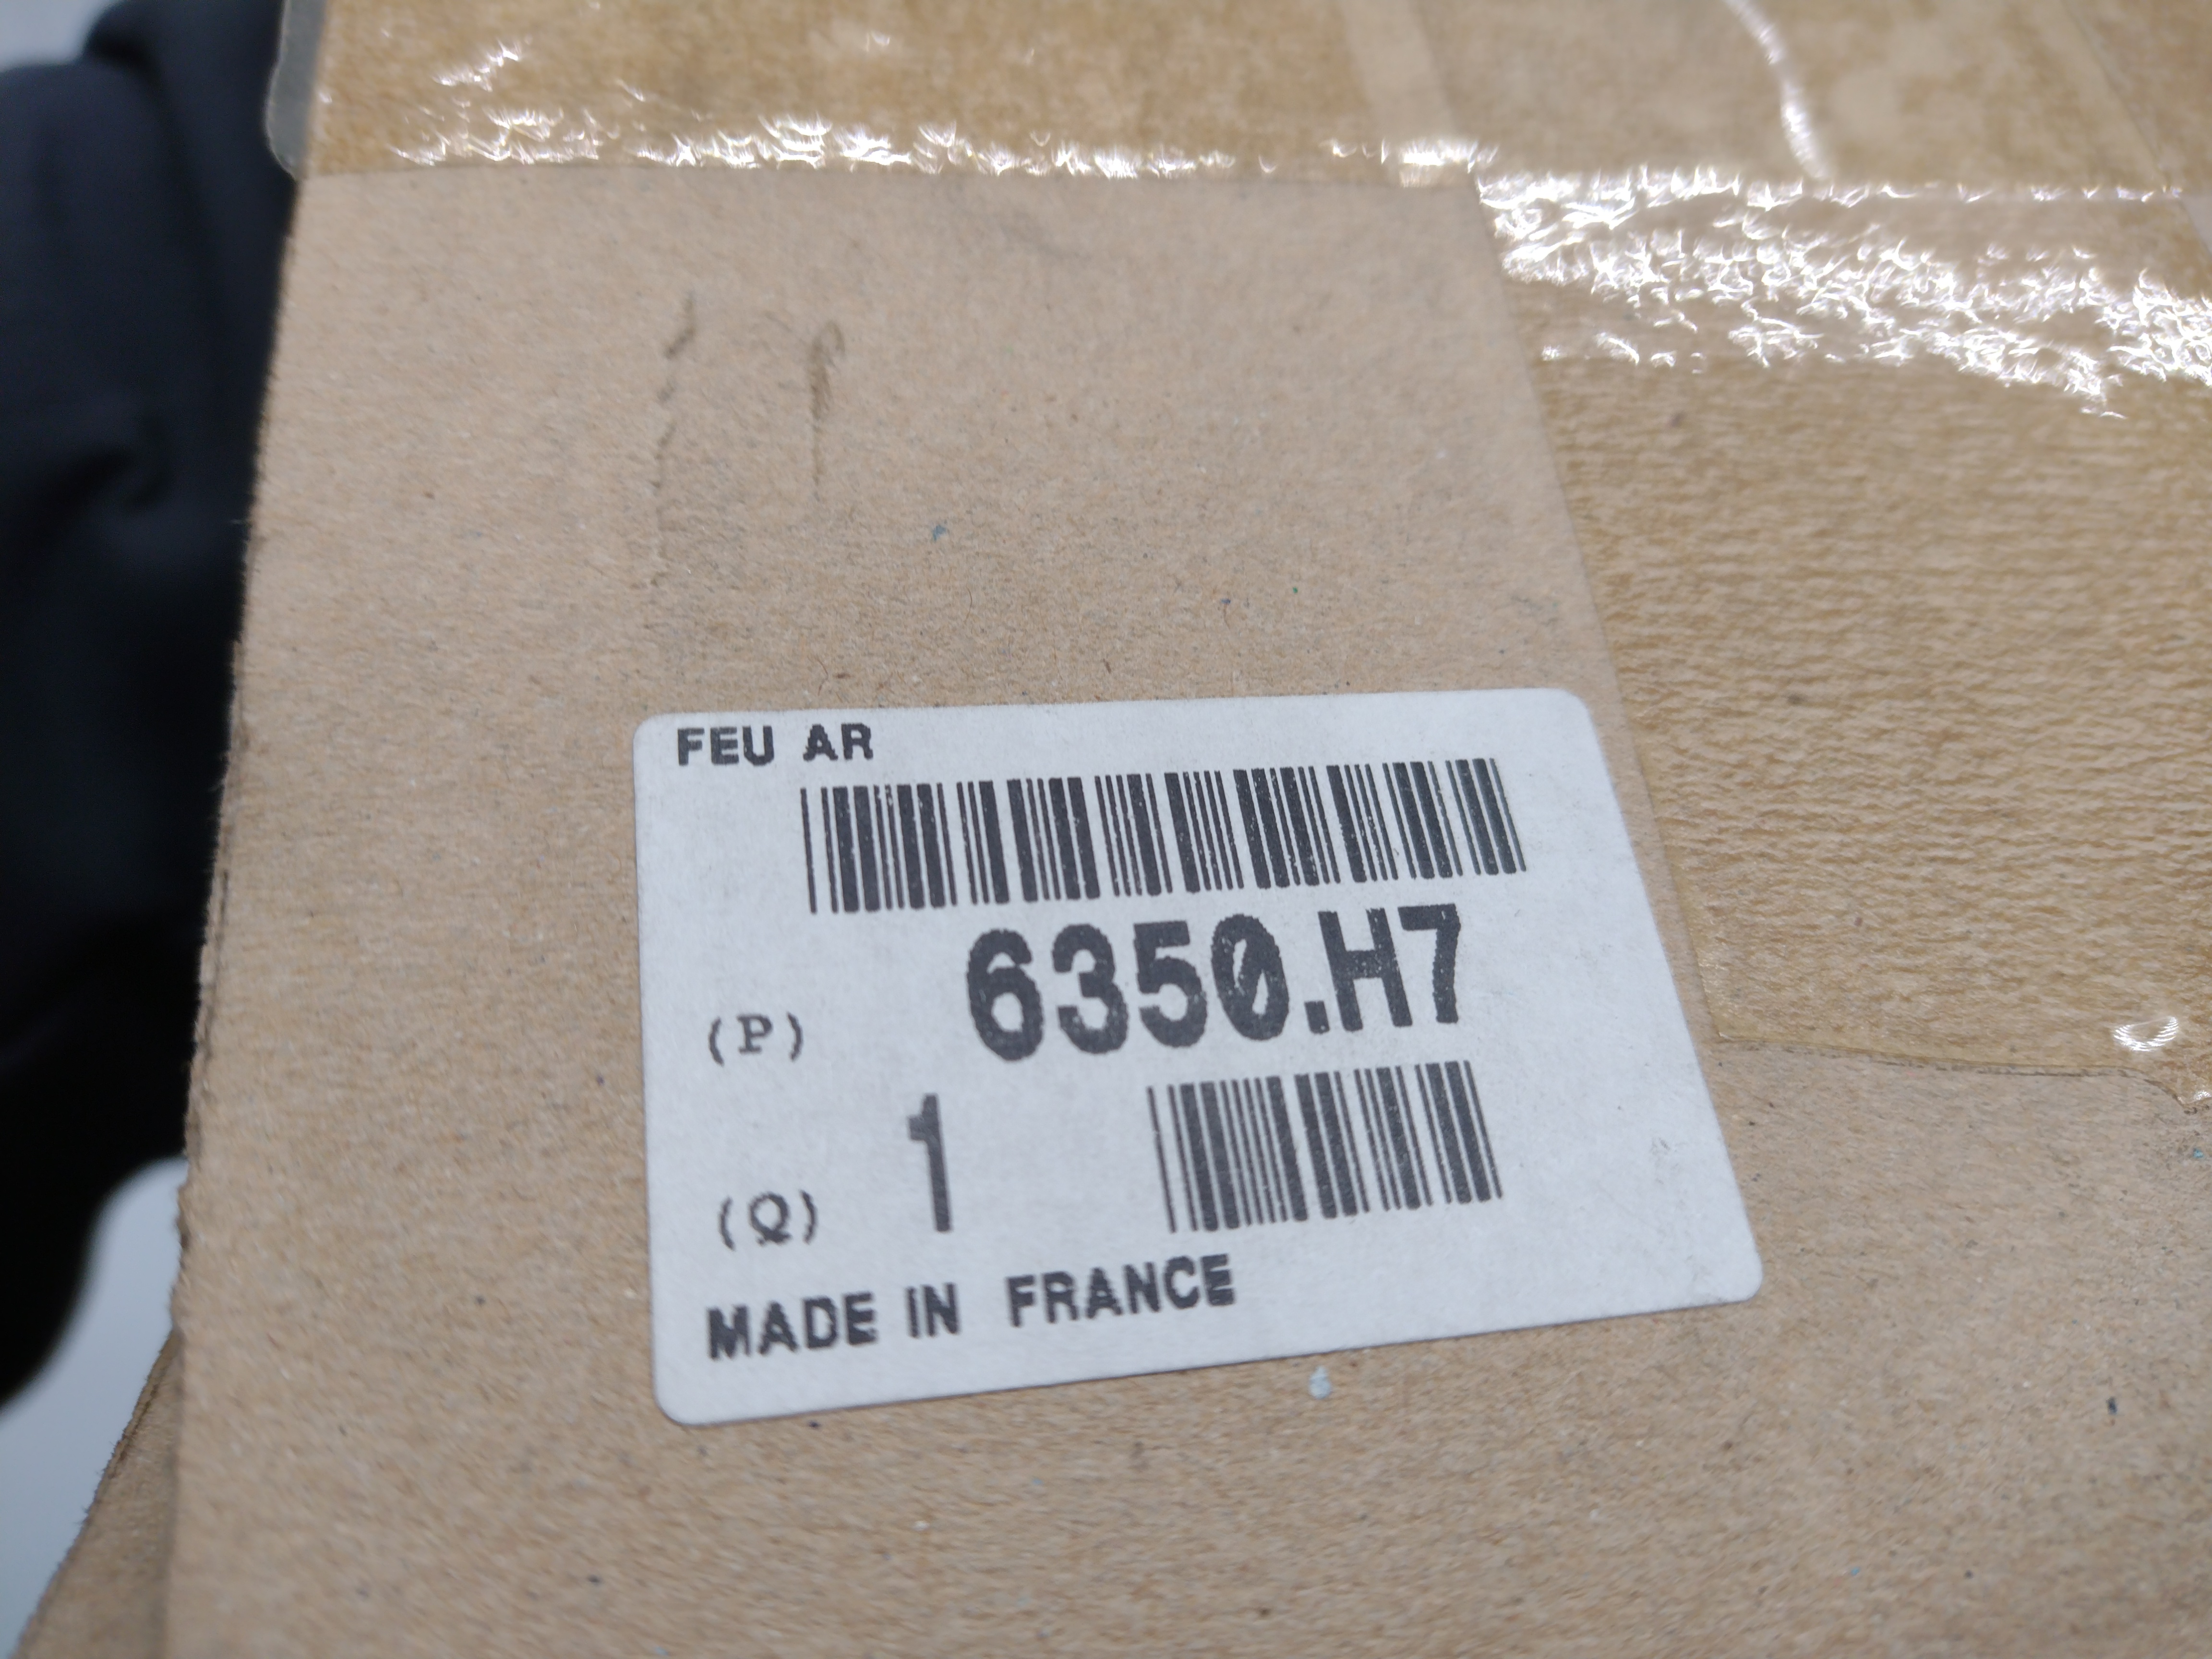 FEU AR
(P) 6350.H7
(Q) 1
MADE IN FRANCE